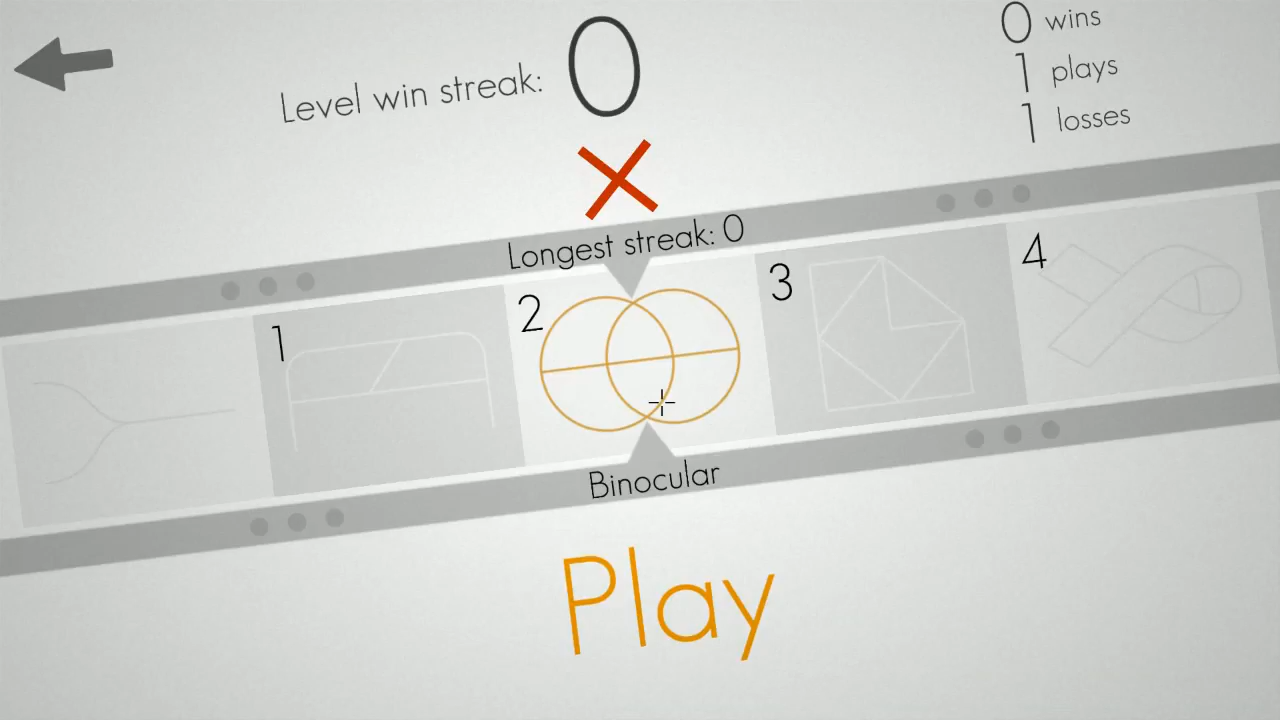 Level win streak: 0
0 wins
1 plays
1 losses
Longest streak: 0
1
2
3
4
Binocular
Play